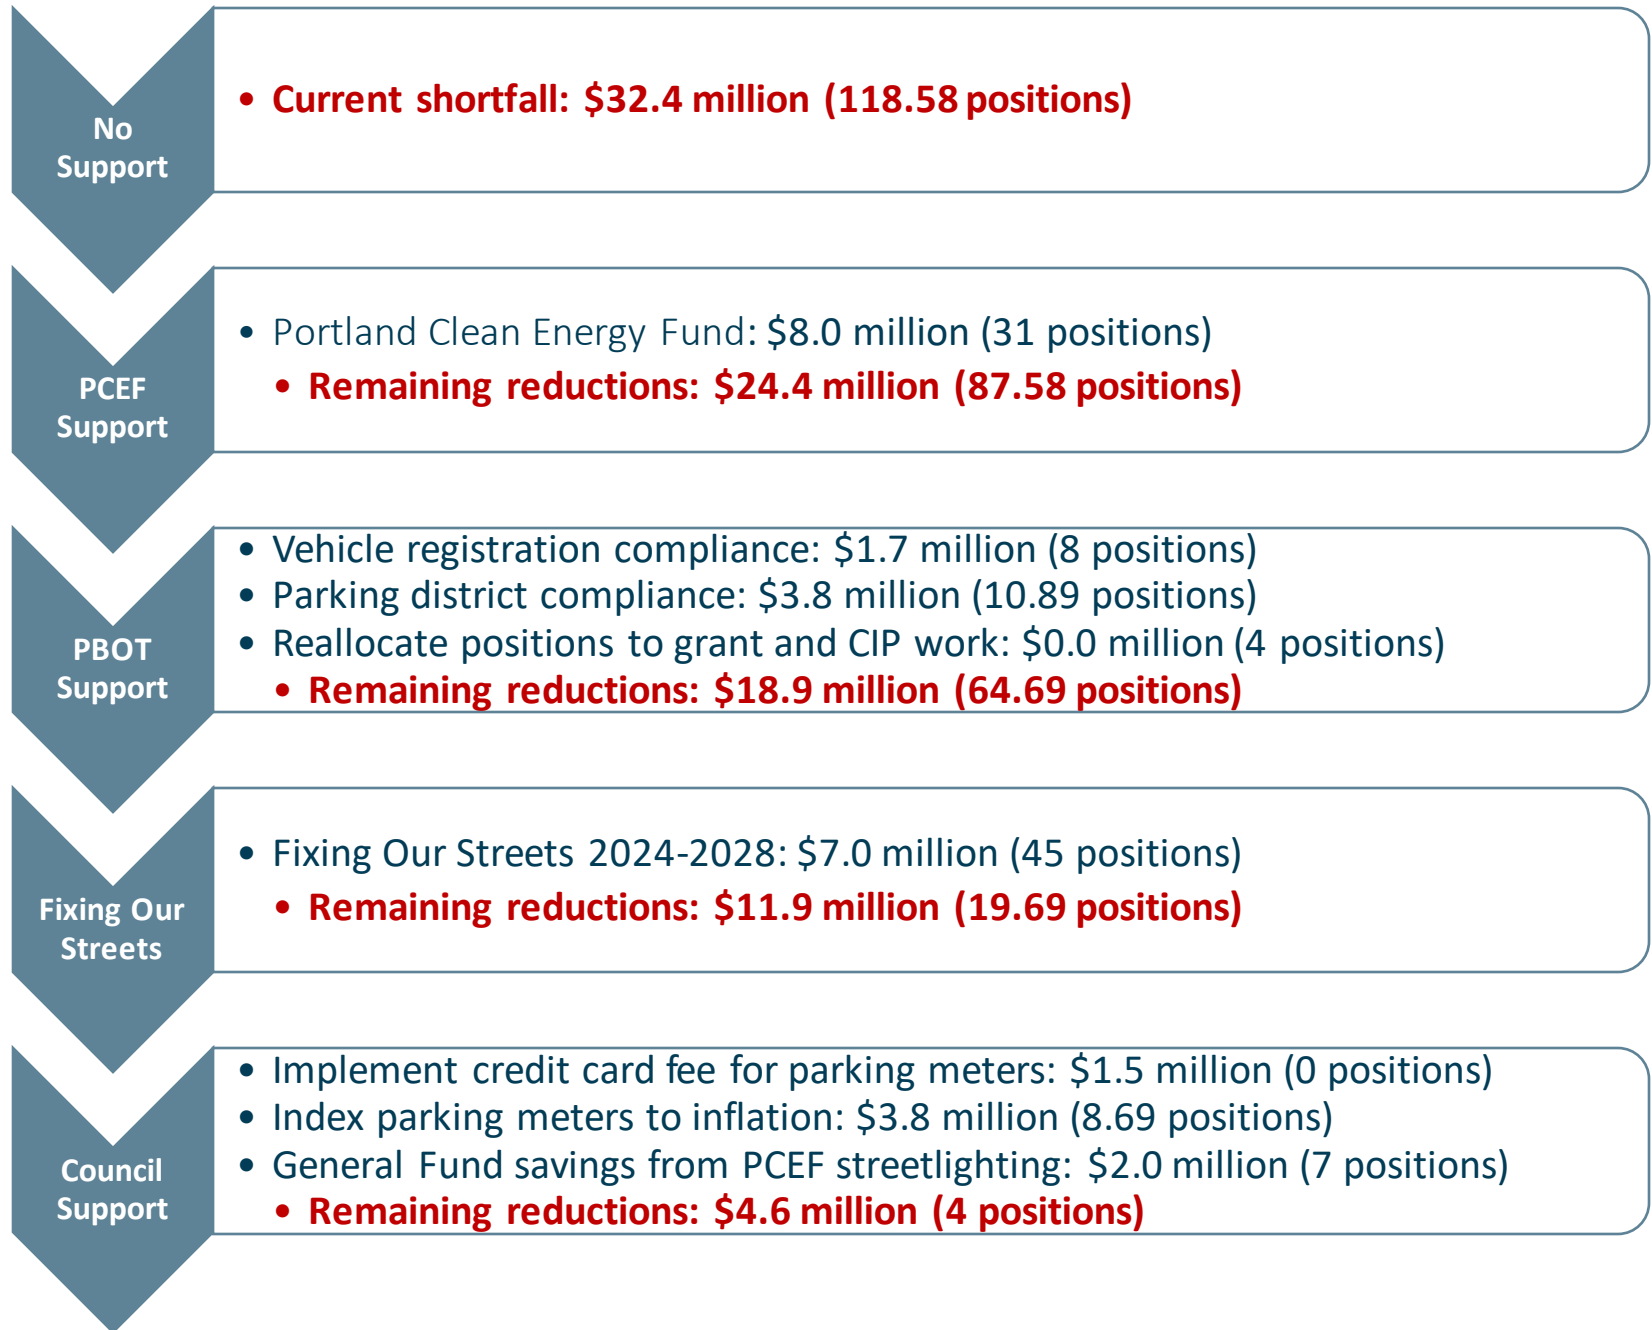 No
Support
• Current shortfall: $32.4 million (118.58 positions)
PCEF
Support
• Portland Clean Energy Fund: $8.0 million (31 positions)
• Remaining reductions: $24.4 million (87.58 positions)
PBOT
Support
• Vehicle registration compliance: $1.7 million (8 positions)
• Parking district compliance: $3.8 million (10.89 positions)
• Reallocate positions to grant and CIP work: $0.0 million (4 positions)
• Remaining reductions: $18.9 million (64.69 positions)
Fixing Our
Streets
• Fixing Our Streets 2024-2028: $7.0 million (45 positions)
• Remaining reductions: $11.9 million (19.69 positions)
Council
Support
• Implement credit card fee for parking meters: $1.5 million (0 positions)
• Index parking meters to inflation: $3.8 million (8.69 positions)
• General Fund savings from PCEF streetlighting: $2.0 million (7 positions)
• Remaining reductions: $4.6 million (4 positions)